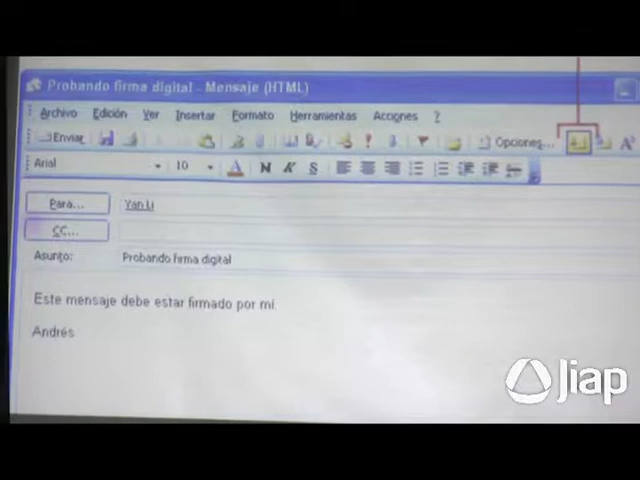 Probando firma digital - Mensaje (HTML)
Archivo Edición Ver Insertar Formato Herramientas Acciones ?
Enviar Opciones...
Arial 10 A N K S
Para... Yan Li
CC...
Asunto: Probando firma digital
Este mensaje debe estar firmado por mí.
Andrés
Jiap